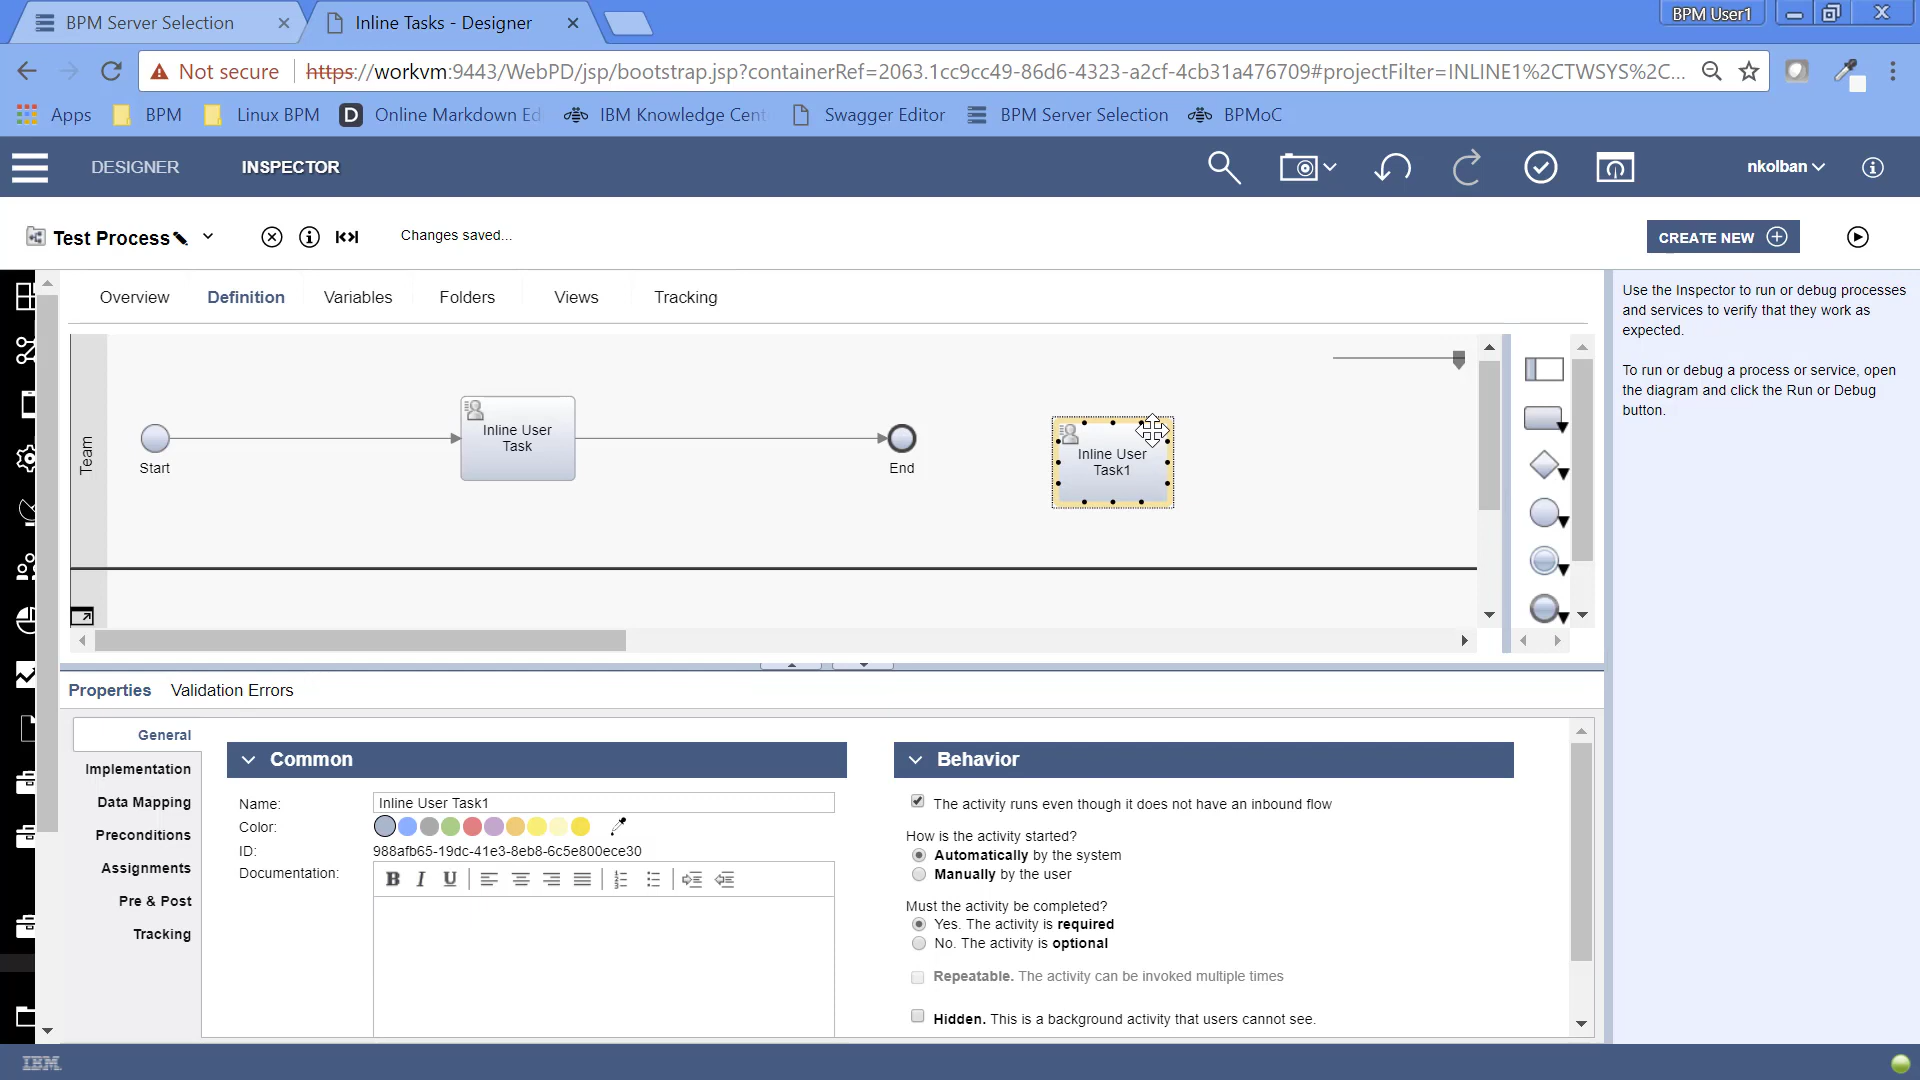 BPM Server Selection
Inline Tasks - Designer
BPM User1
Not secure
https://workvm:9443/WebPD/jsp/bootstrap.jsp?containerRef=2063.1cc9cc49-86d6-4323-a2cf-4cb31a476709#projectFilter=INLINE1%2CTWSYS%2C...
Apps
BPM
Linux BPM
D
Online Markdown Ed
IBM Knowledge Cent
Swagger Editor
BPM Server Selection
BPMoC
DESIGNER
INSPECTOR
nkolban
Test Process
Changes saved...
CREATE NEW
Overview
Definition
Variables
Folders
Views
Tracking
Use the Inspector to run or debug processes
and services to verify that they work as
expected.
To run or debug a process or service, open
the diagram and click the Run or Debug
button.
Team
Start
Inline User
Task
End
Inline User
Task1
Properties
Validation Errors
General
Implementation
Data Mapping
Preconditions
Assignments
Pre & Post
Tracking
Common
Name:
Inline User Task1
Color:
ID:
988afb65-19dc-41e3-8eb8-6c5e800ece30
Documentation:
B I U
Behavior
The activity runs even though it does not have an inbound flow
How is the activity started?
Automatically by the system
Manually by the user
Must the activity be completed?
Yes. The activity is required
No. The activity is optional
Repeatable. The activity can be invoked multiple times
Hidden. This is a background activity that users cannot see.
IBM